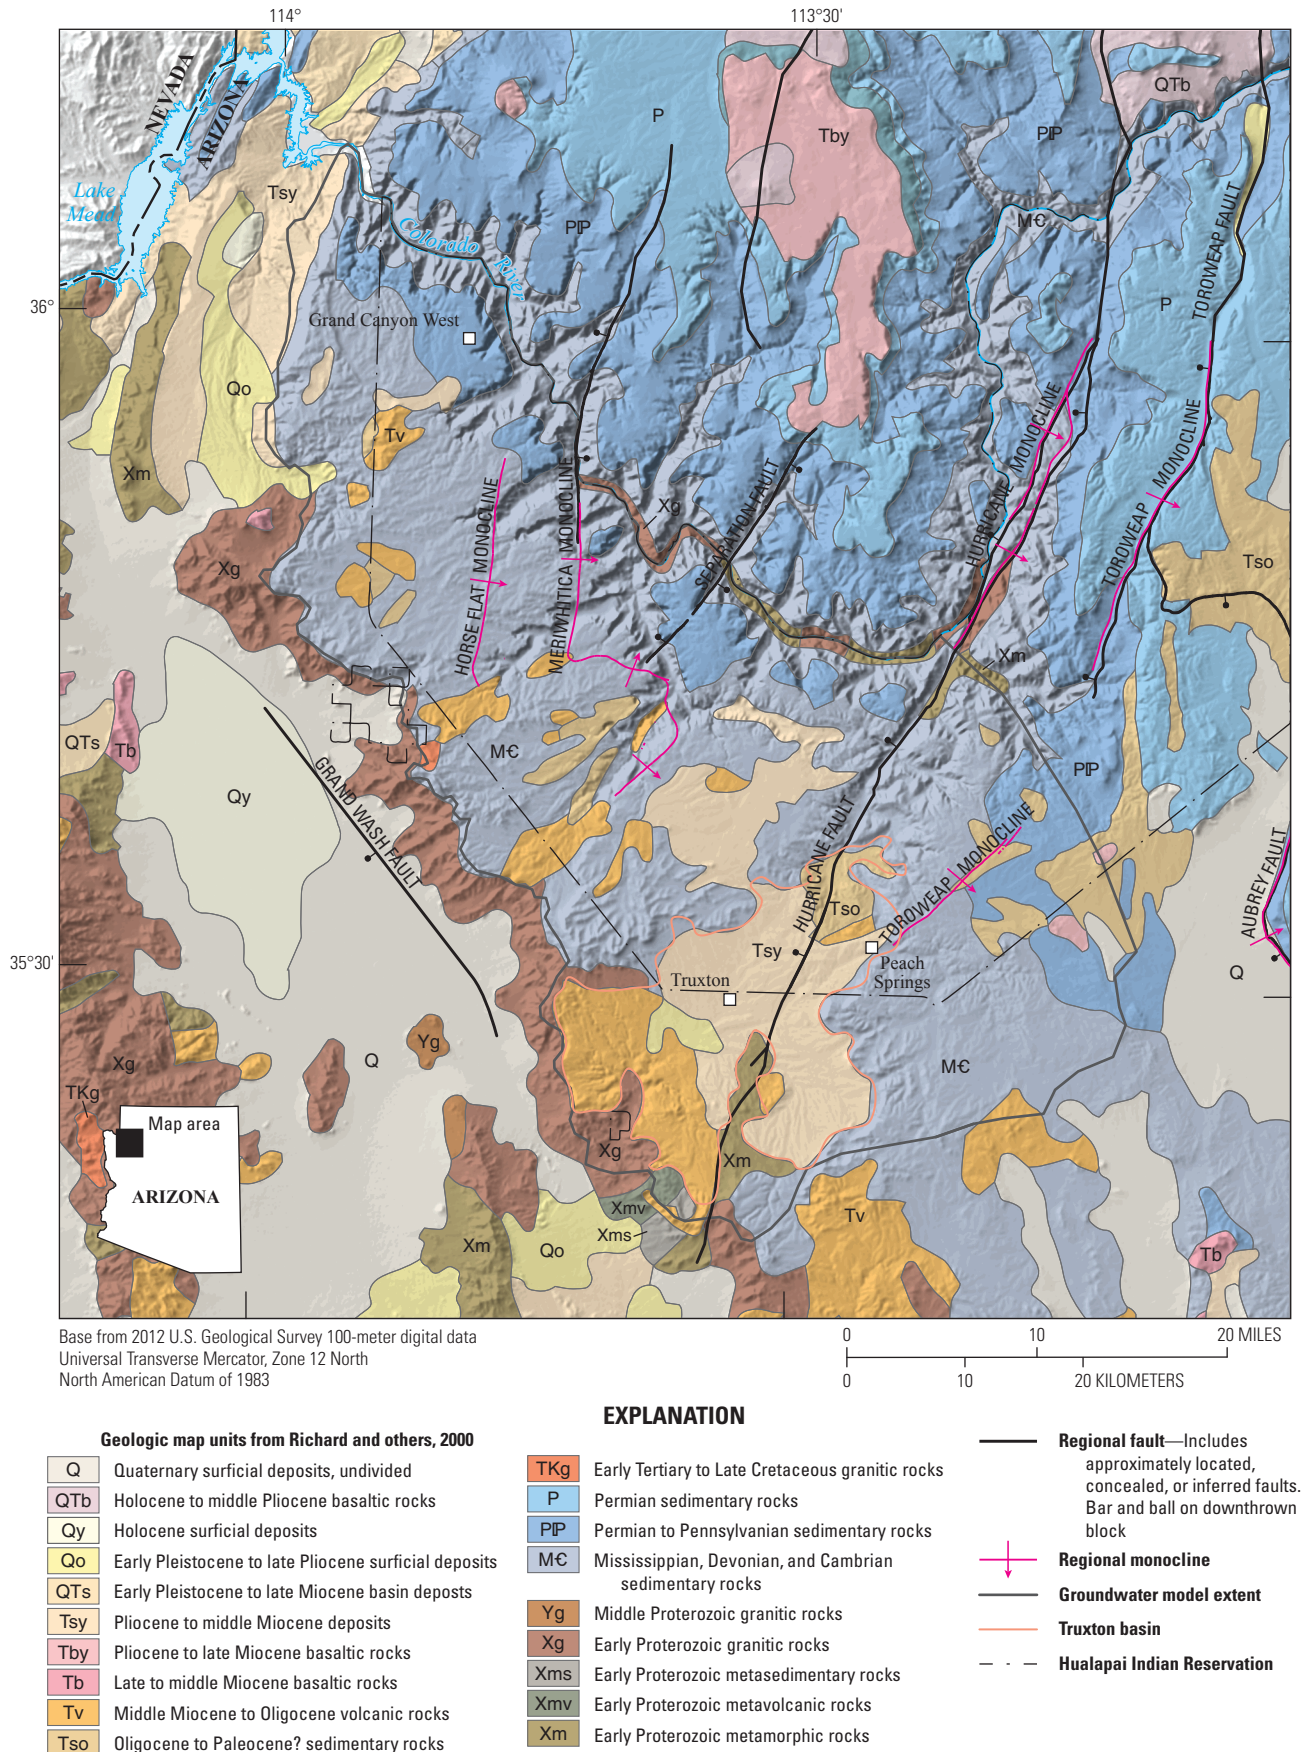 114°
113°30'
NEVADA
ARIZONA
Lake
Mead
Tsy
Colorado
River
P
PIP
Tby
PIP
QTb
M€
P
TOROWEAP FAULT
36°
Grand Canyon West
Qo
Tv
Xm
Xg
HORSE FLAT MONOCLINE
MERIWHITICA MONOCLINE
Xg
SEPARATION FAULT
HURRICANE MONOCLINE
TOROWEAP MONOCLINE
Tso
Xm
QTs
Tb
Qy
GRAND WASH FAULT
M€
PIP
HURRICANE FAULT
TOROWEAP MONOCLINE
AUBREY FAULT
Tso
Tsy
Peach
Springs
Truxton
Q
35°30'
Yg
Q
Xg
TKg
M€
Map area
ARIZONA
Xg
Xm
Xmv
Xms
Xm
Qo
Tv
Tb
Base from 2012 U.S. Geological Survey 100-meter digital data
Universal Transverse Mercator, Zone 12 North
North American Datum of 1983
0 10 20 MILES
0 10 20 KILOMETERS
EXPLANATION
Geologic map units from Richard and others, 2000
Q Quaternary surficial deposits, undivided
QTb Holocene to middle Pliocene basaltic rocks
Qy Holocene surficial deposits
Qo Early Pleistocene to late Pliocene surficial deposits
QTs Early Pleistocene to late Miocene basin deposts
Tsy Pliocene to middle Miocene deposits
Tby Pliocene to late Miocene basaltic rocks
Tb Late to middle Miocene basaltic rocks
Tv Middle Miocene to Oligocene volcanic rocks
Tso Oligocene to Paleocene? sedimentary rocks
TKg Early Tertiary to Late Cretaceous granitic rocks
P Permian sedimentary rocks
PIP Permian to Pennsylvanian sedimentary rocks
M€ Mississippian, Devonian, and Cambrian
sedimentary rocks
Yg Middle Proterozoic granitic rocks
Xg Early Proterozoic granitic rocks
Xms Early Proterozoic metasedimentary rocks
Xmv Early Proterozoic metavolcanic rocks
Xm Early Proterozoic metamorphic rocks
Regional fault—Includes
approximately located,
concealed, or inferred faults.
Bar and ball on downthrown
block
Regional monocline
Groundwater model extent
Truxton basin
Hualapai Indian Reservation